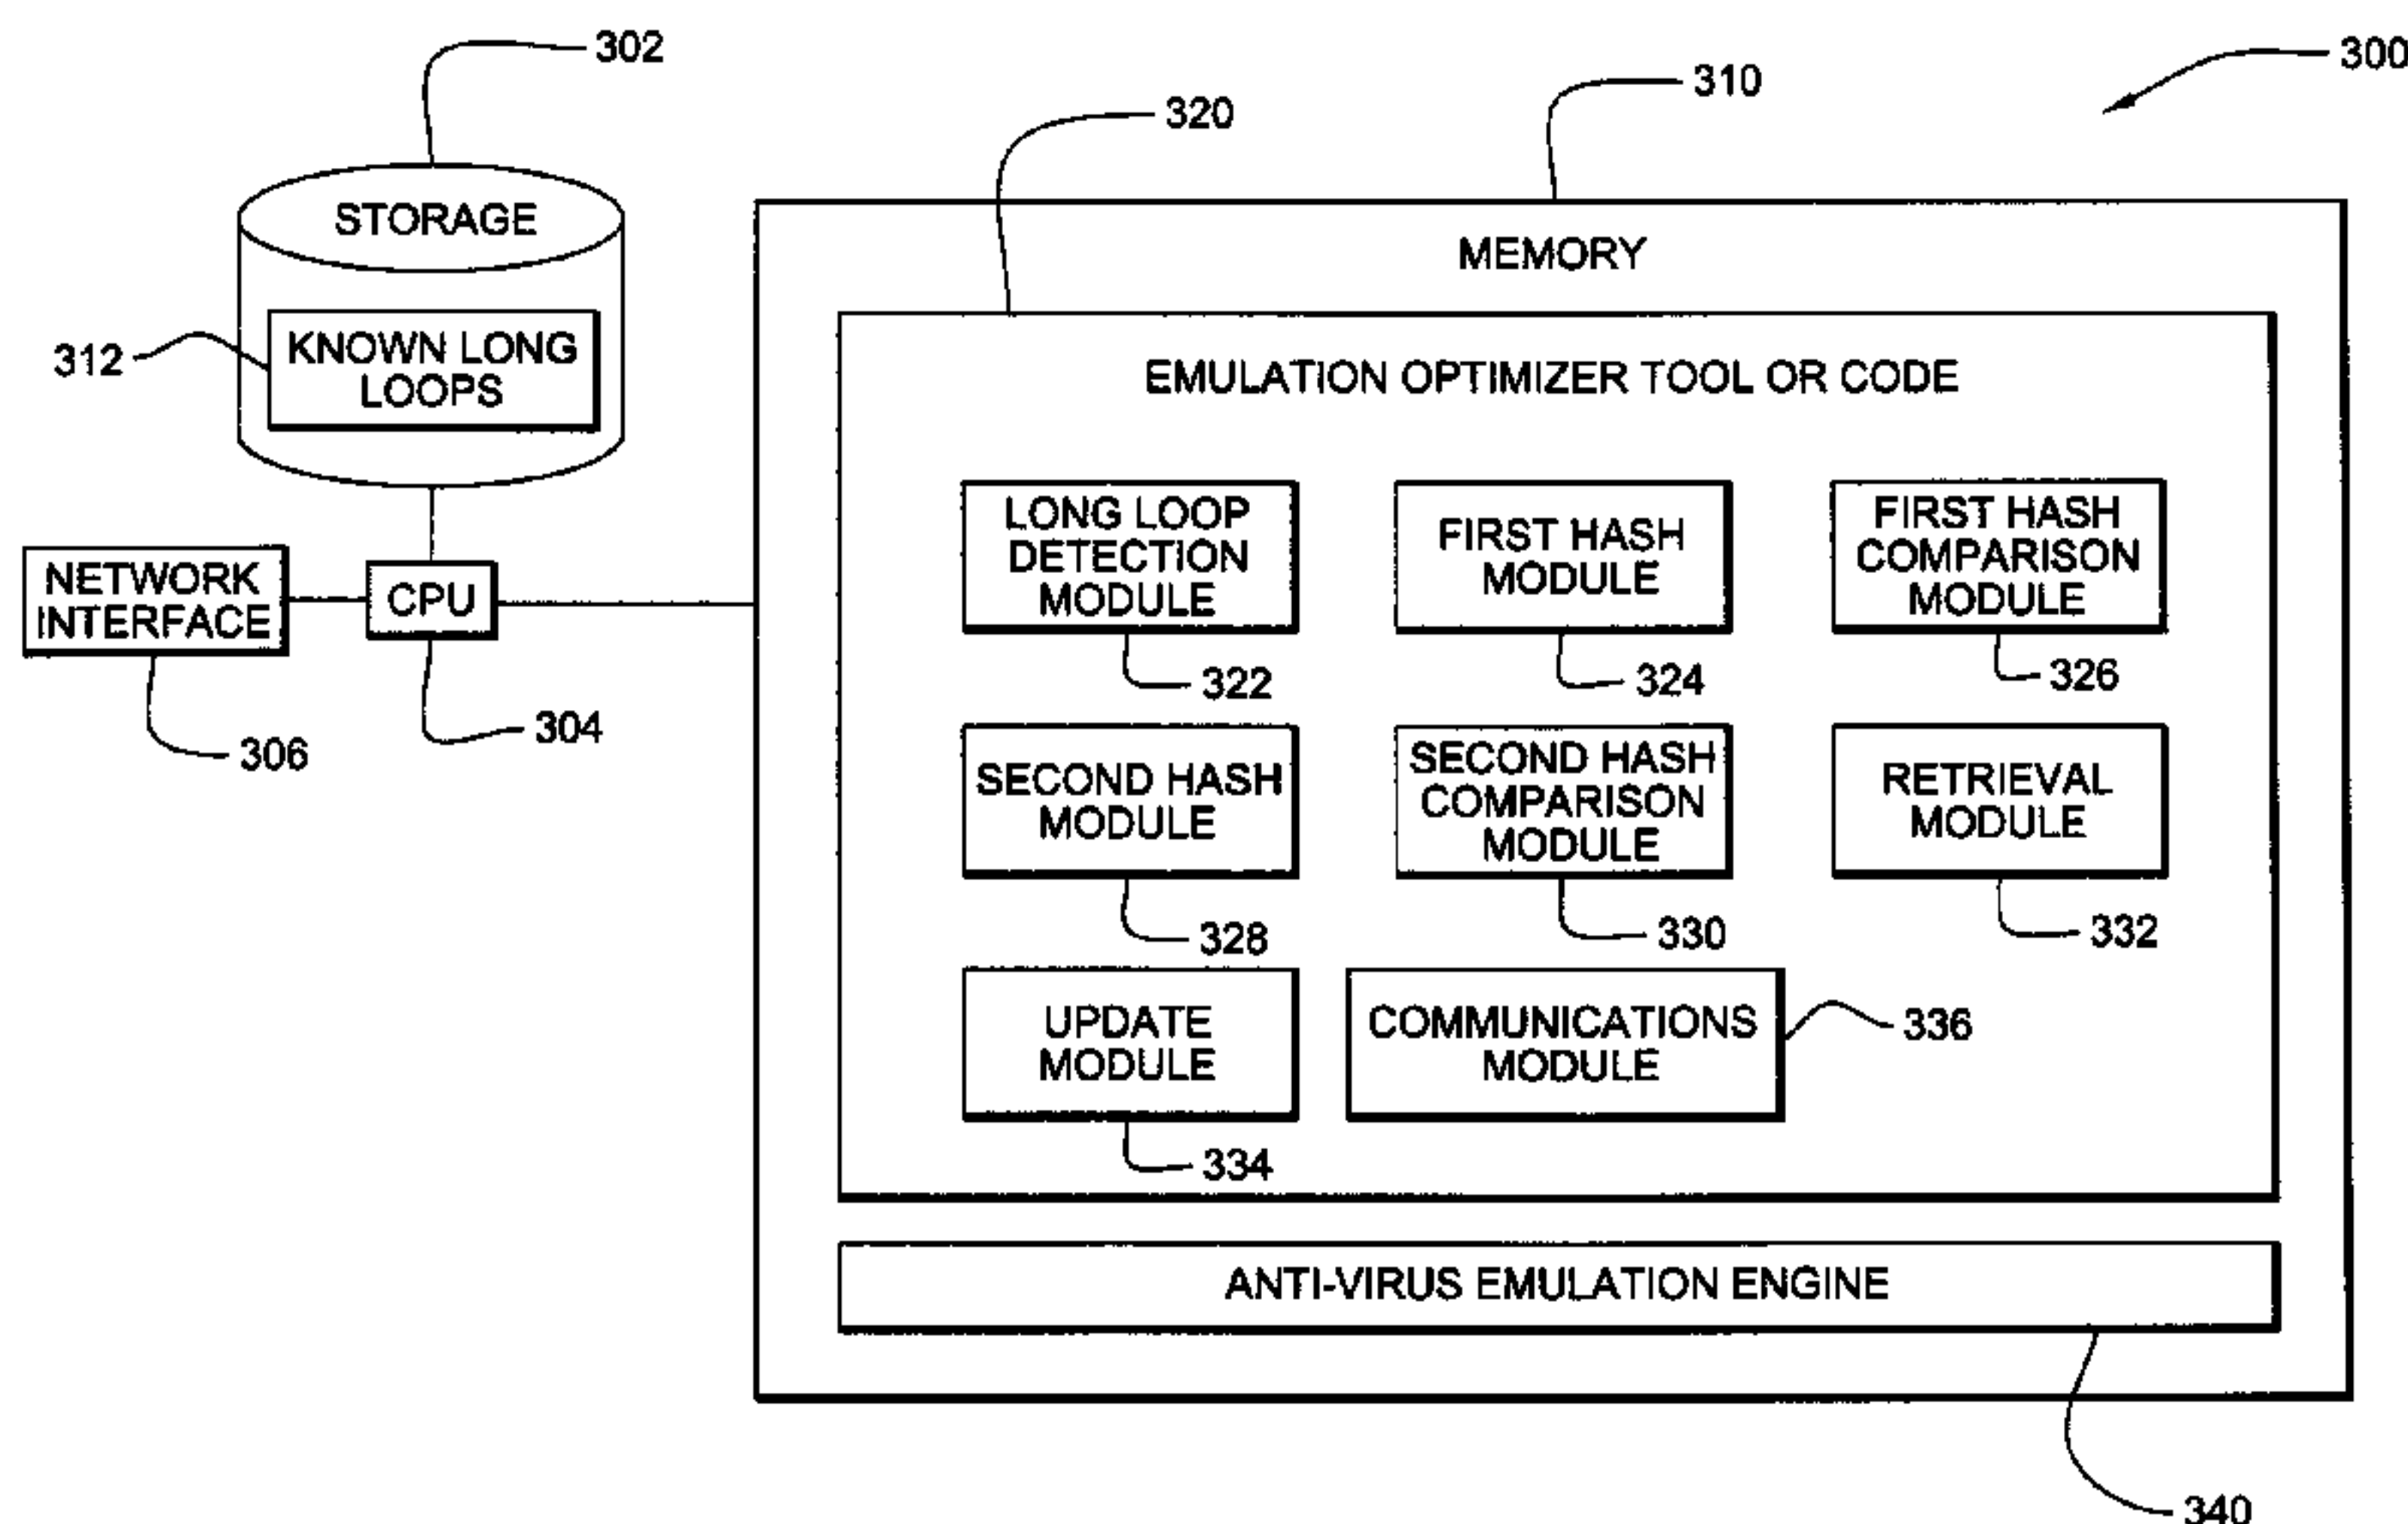 302
310
300
320
STORAGE
MEMORY
312
KNOWN LONG
LOOPS
EMULATION OPTIMIZER TOOL OR CODE
LONG LOOP
DETECTION
MODULE
FIRST HASH
MODULE
FIRST HASH
COMPARISON
MODULE
NETWORK
INTERFACE
CPU
322
324
326
306
304
SECOND HASH
MODULE
SECOND HASH
COMPARISON
MODULE
RETRIEVAL
MODULE
328
330
332
UPDATE
MODULE
COMMUNICATIONS
MODULE
336
334
ANTI-VIRUS EMULATION ENGINE
340